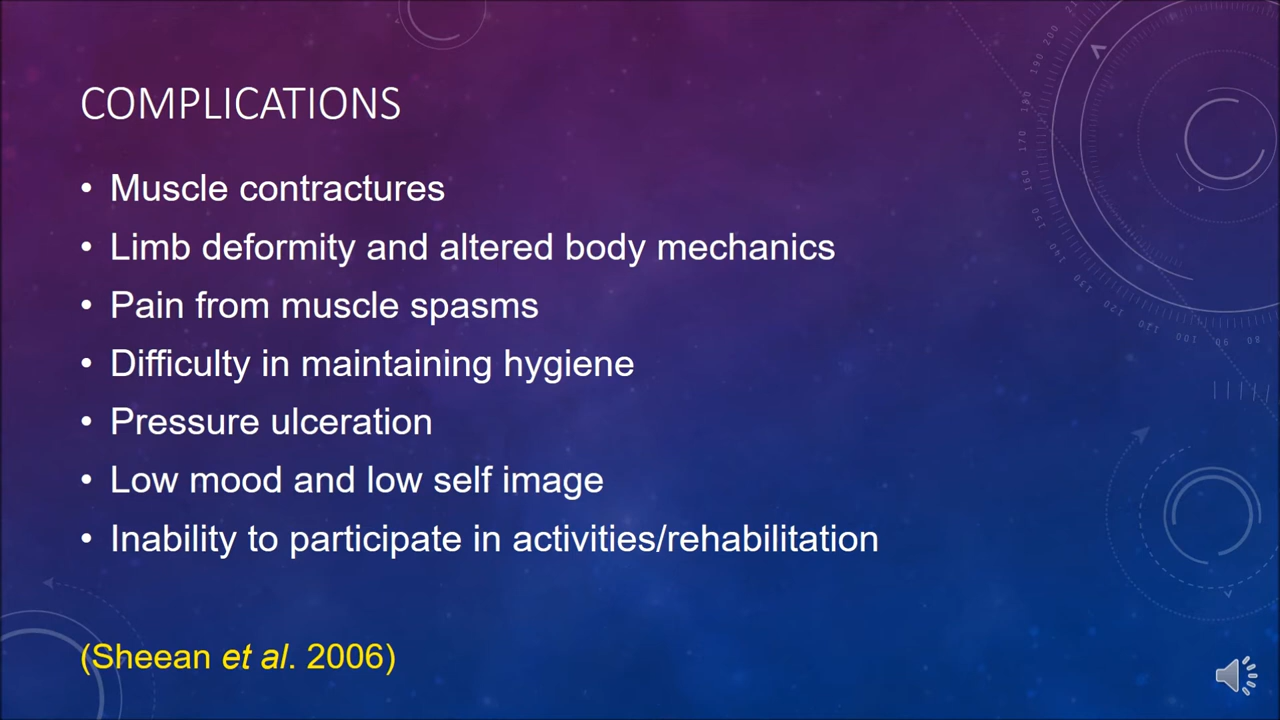 COMPLICATIONS
• Muscle contractures
• Limb deformity and altered body mechanics
• Pain from muscle spasms
• Difficulty in maintaining hygiene
• Pressure ulceration
• Low mood and low self image
• Inability to participate in activities/rehabilitation
(Sheean et al. 2006)